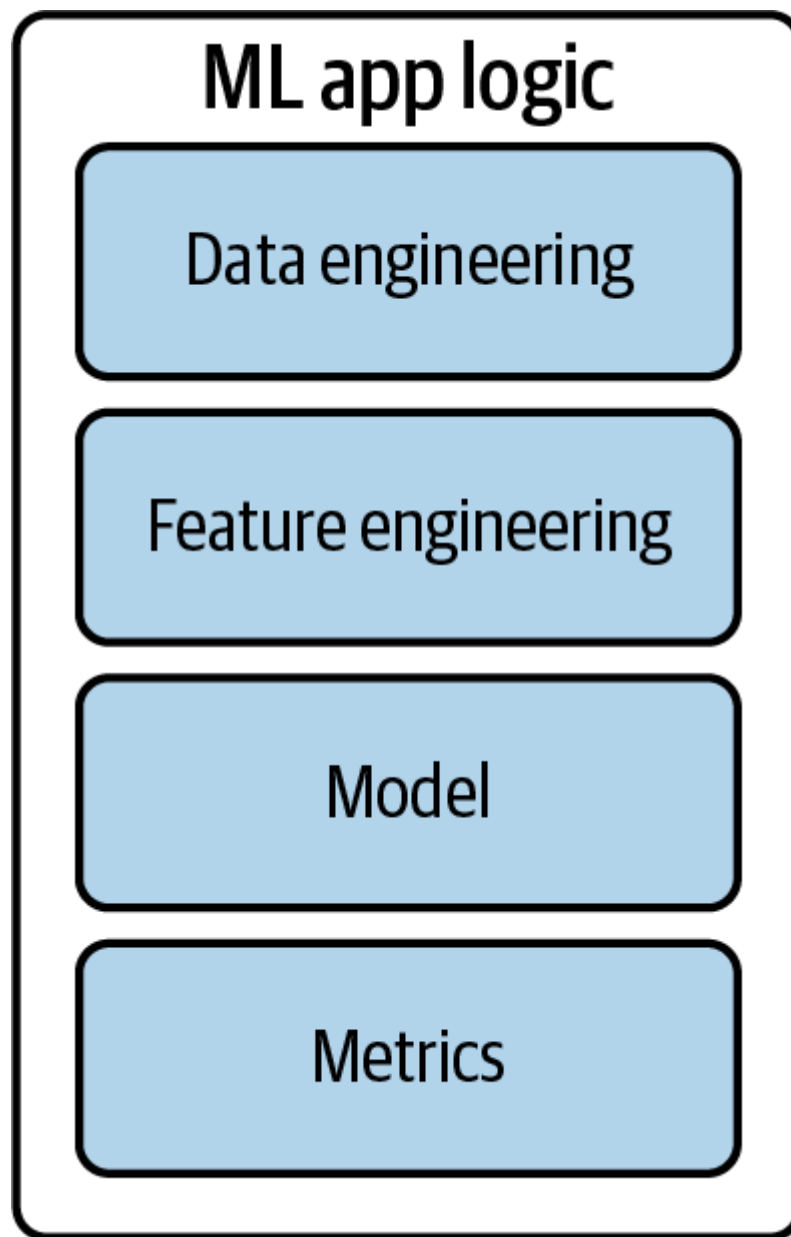 ML app logic
Data engineering
Feature engineering
Model
Metrics